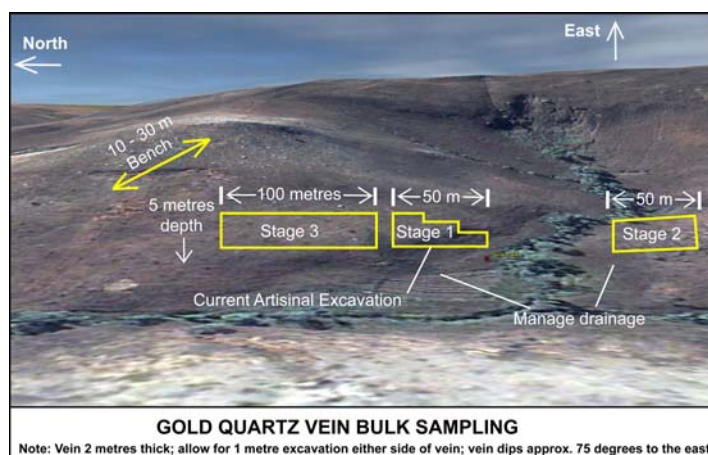 North
East
10 - 30 m
Bench
100 metres
50 m
50 m
5 metres
depth
Stage 3
Stage 1
Stage 2
Current Artisinal Excavation
Manage drainage
GOLD QUARTZ VEIN BULK SAMPLING
Note: Vein 2 metres thick; allow for 1 metre excavation either side of vein; vein dips approx. 75 degrees to the east